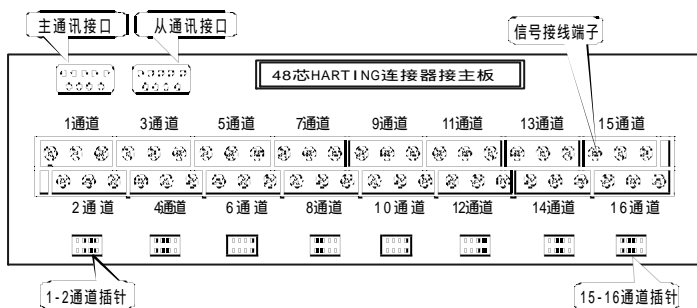 主通讯接口 从通讯接口 信号接线端子
48芯HARTING连接器接主板
1通道 3通道 5通道 7通道 9通道 11通道 13通道 15通道
2通道 4通道 6通道 8通道 10通道 12通道 14通道 16通道
1-2通道插针 15-16通道插针